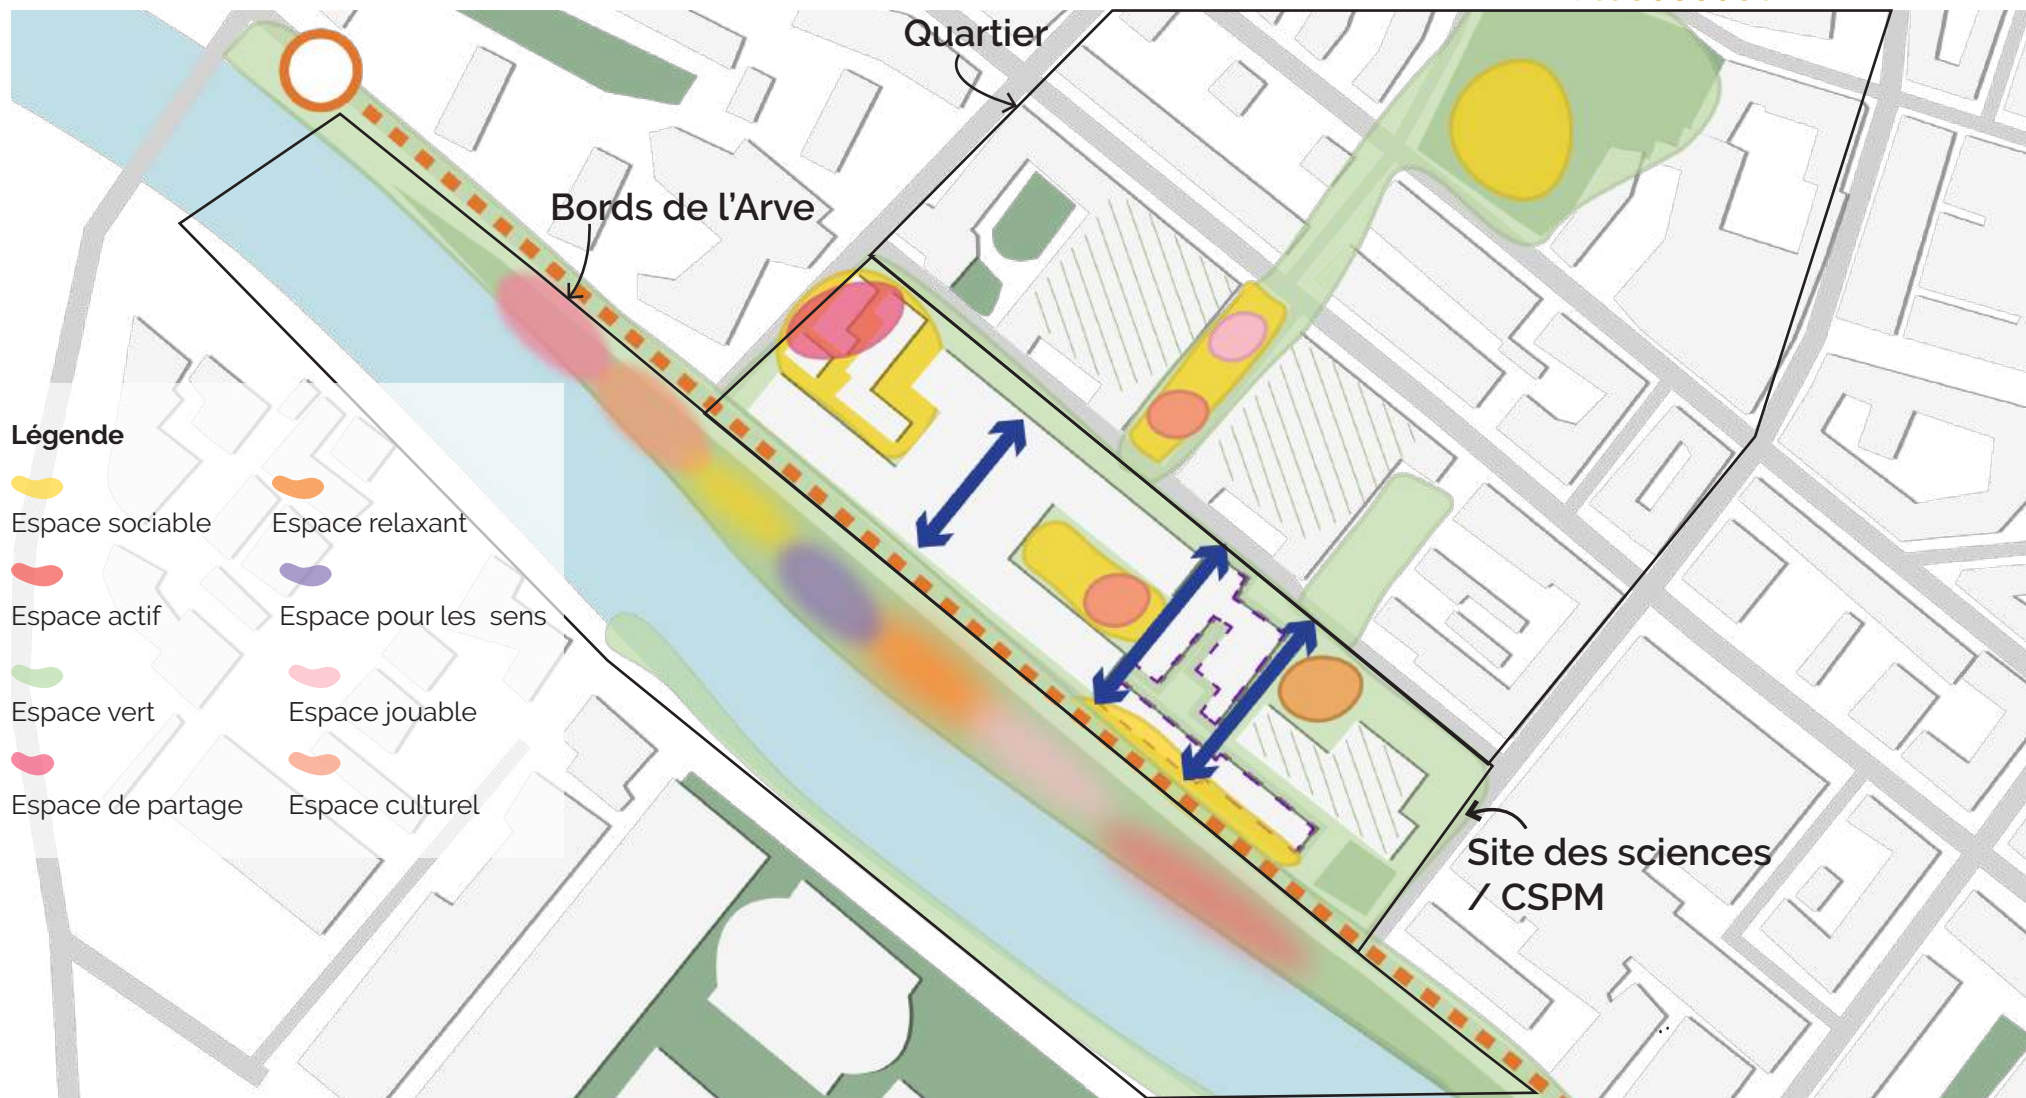 Quartier
Bords de l'Arve
Légende
Espace sociable
Espace relaxant
Espace actif
Espace pour les sens
Espace vert
Espace jouable
Espace de partage
Espace culturel
Site des sciences
/ CSPM